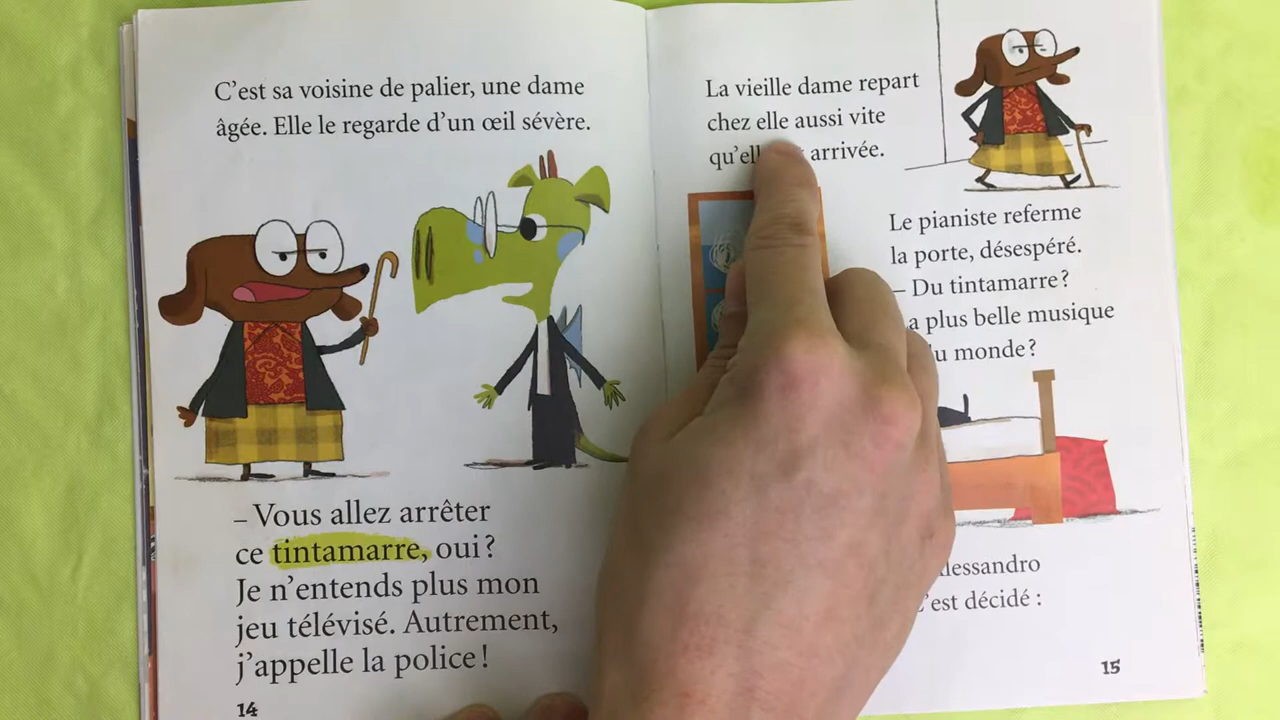 C'est sa voisine de palier, une dame
âgée. Elle le regarde d'un œil sévère.
– Vous allez arrêter
ce tintamarre, oui ?
Je n'entends plus mon
jeu télévisé. Autrement,
j'appelle la police !
14
La vieille dame repart
chez elle aussi vite
arrivée.
Le pianiste referme
la porte, désespéré.
– Du tintamarre ?
plus belle musique
monde ?
décidé :
15